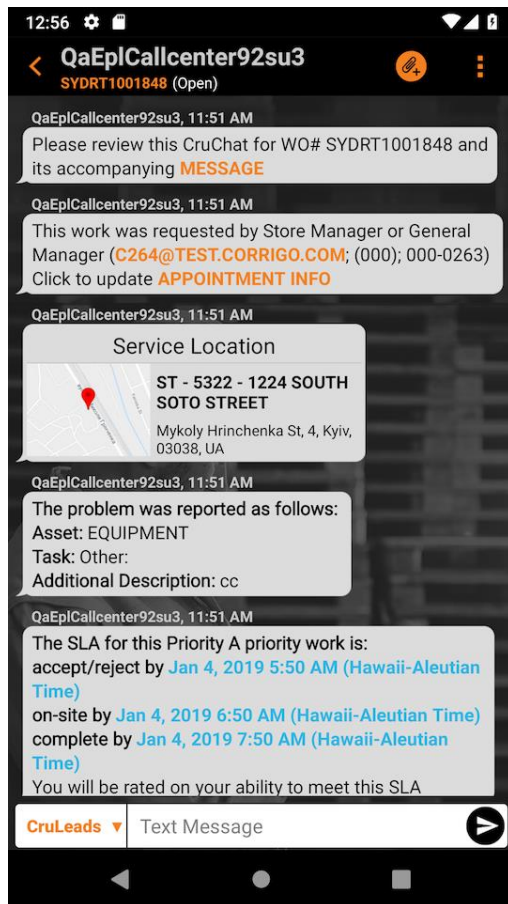 12:56
QaEplCallcenter92su3
SYDRT1001848 (Open)
QaEplCallcenter92su3, 11:51 AM
Please review this CruChat for WO# SYDRT1001848 and
its accompanying MESSAGE
QaEplCallcenter92su3, 11:51 AM
This work was requested by Store Manager or General
Manager (C264@TEST.CORRIGO.COM; (000); 000-0263)
Click to update APPOINTMENT INFO
QaEplCallcenter92su3, 11:51 AM
Service Location
ST - 5322 - 1224 SOUTH
SOTO STREET
Mykoly Hrinchenka St, 4, Kyiv,
03038, UA
QaEplCallcenter92su3, 11:51 AM
The problem was reported as follows:
Asset: EQUIPMENT
Task: Other:
Additional Description: cc
QaEplCallcenter92su3, 11:51 AM
The SLA for this Priority A priority work is:
accept/reject by Jan 4, 2019 5:50 AM (Hawaii-Aleutian
Time)
on-site by Jan 4, 2019 6:50 AM (Hawaii-Aleutian Time)
complete by Jan 4, 2019 7:50 AM (Hawaii-Aleutian
Time)
You will be rated on your ability to meet this SLA
CruLeads ▼ Text Message